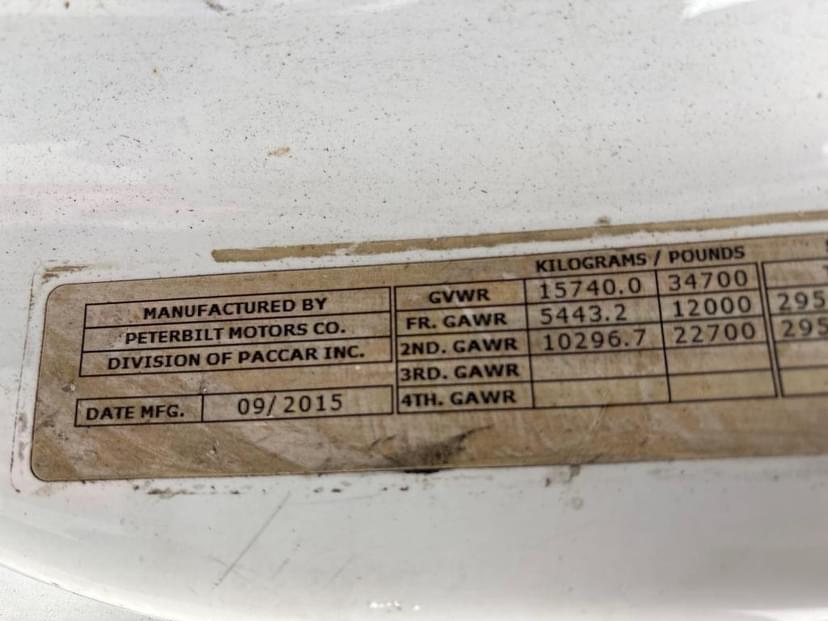 KILOGRAMS / POUNDS
MANUFACTURED BY
PETERBILT MOTORS CO.
DIVISION OF PACCAR INC.
DATE MFG. 09/2015
GVWR 15740.0 34700
FR. GAWR 5443.2 12000 295
2ND. GAWR 10296.7 22700 295
3RD. GAWR
4TH. GAWR